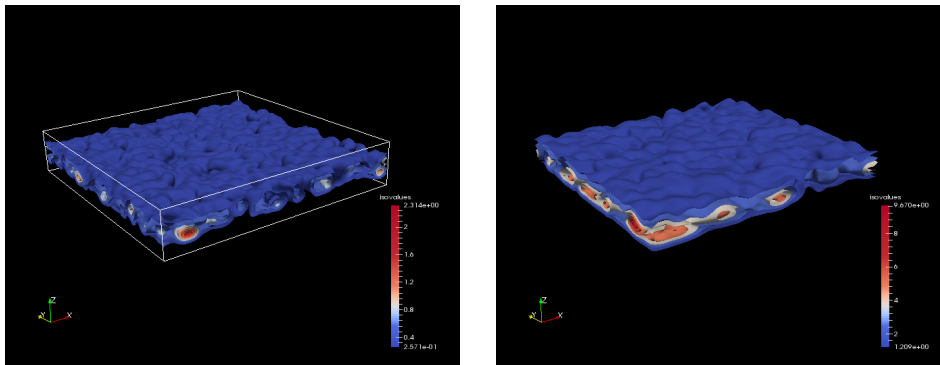 isovalues
2.314e+00
2
1.6
1.2
0.8
0.4
2.571e-01
Z
Y
X
isovalues
9.670e+00
8
6
4
2
1.209e+00
Z
Y
X